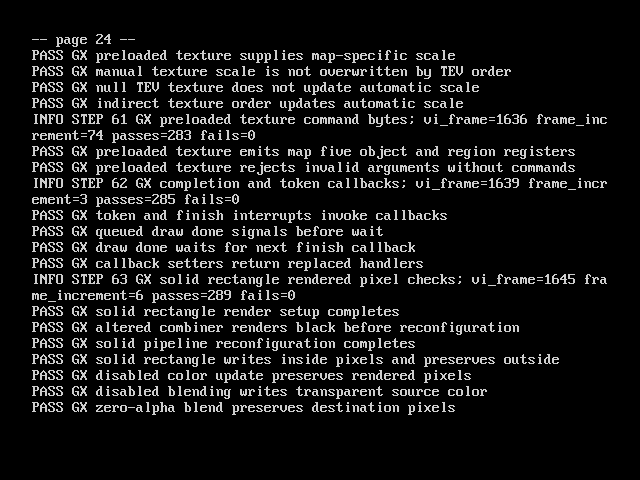 -- page 24 --
PASS GX preloaded texture supplies map-specific scale
PASS GX manual texture scale is not overwritten by TEV order
PASS GX null TEV texture does not update automatic scale
PASS GX indirect texture order updates automatic scale
INFO STEP 61 GX preloaded texture command bytes; vi_frame=1636 frame_inc
rement=74 passes=283 fails=0
PASS GX preloaded texture emits map five object and region registers
PASS GX preloaded texture rejects invalid arguments without commands
INFO STEP 62 GX completion and token callbacks; vi_frame=1639 frame_incr
ement=3 passes=285 fails=0
PASS GX token and finish interrupts invoke callbacks
PASS GX queued draw done signals before wait
PASS GX draw done waits for next finish callback
PASS GX callback setters return replaced handlers
INFO STEP 63 GX solid rectangle rendered pixel checks; vi_frame=1645 fra
me_increment=6 passes=289 fails=0
PASS GX solid rectangle render setup completes
PASS GX altered combiner renders black before reconfiguration
PASS GX solid pipeline reconfiguration completes
PASS GX solid rectangle writes inside pixels and preserves outside
PASS GX disabled color update preserves rendered pixels
PASS GX disabled blending writes transparent source color
PASS GX zero-alpha blend preserves destination pixels